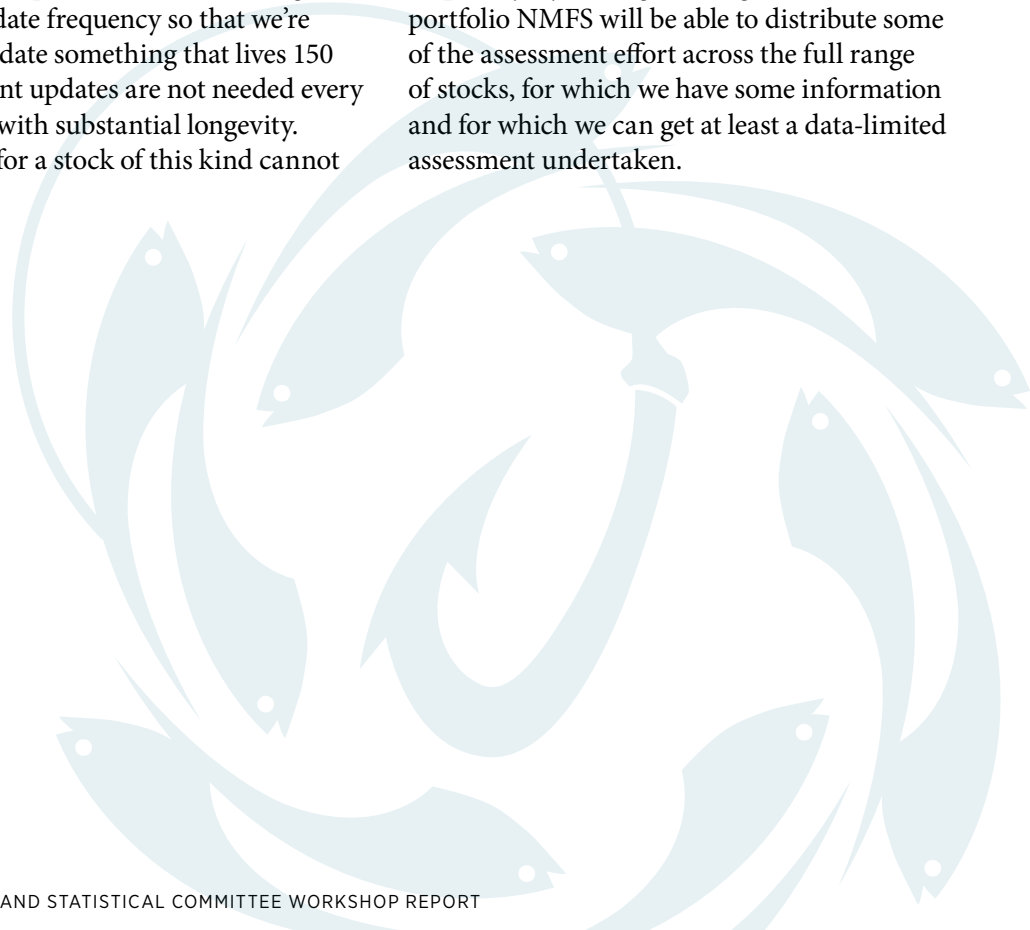 date frequency so that we're
date something that lives 150
nt updates are not needed every
with substantial longevity.
for a stock of this kind cannot
portfolio NMFS will be able to distribute some
of the assessment effort across the full range
of stocks, for which we have some information
and for which we can get at least a data-limited
assessment undertaken.
AND STATISTICAL COMMITTEE WORKSHOP REPORT